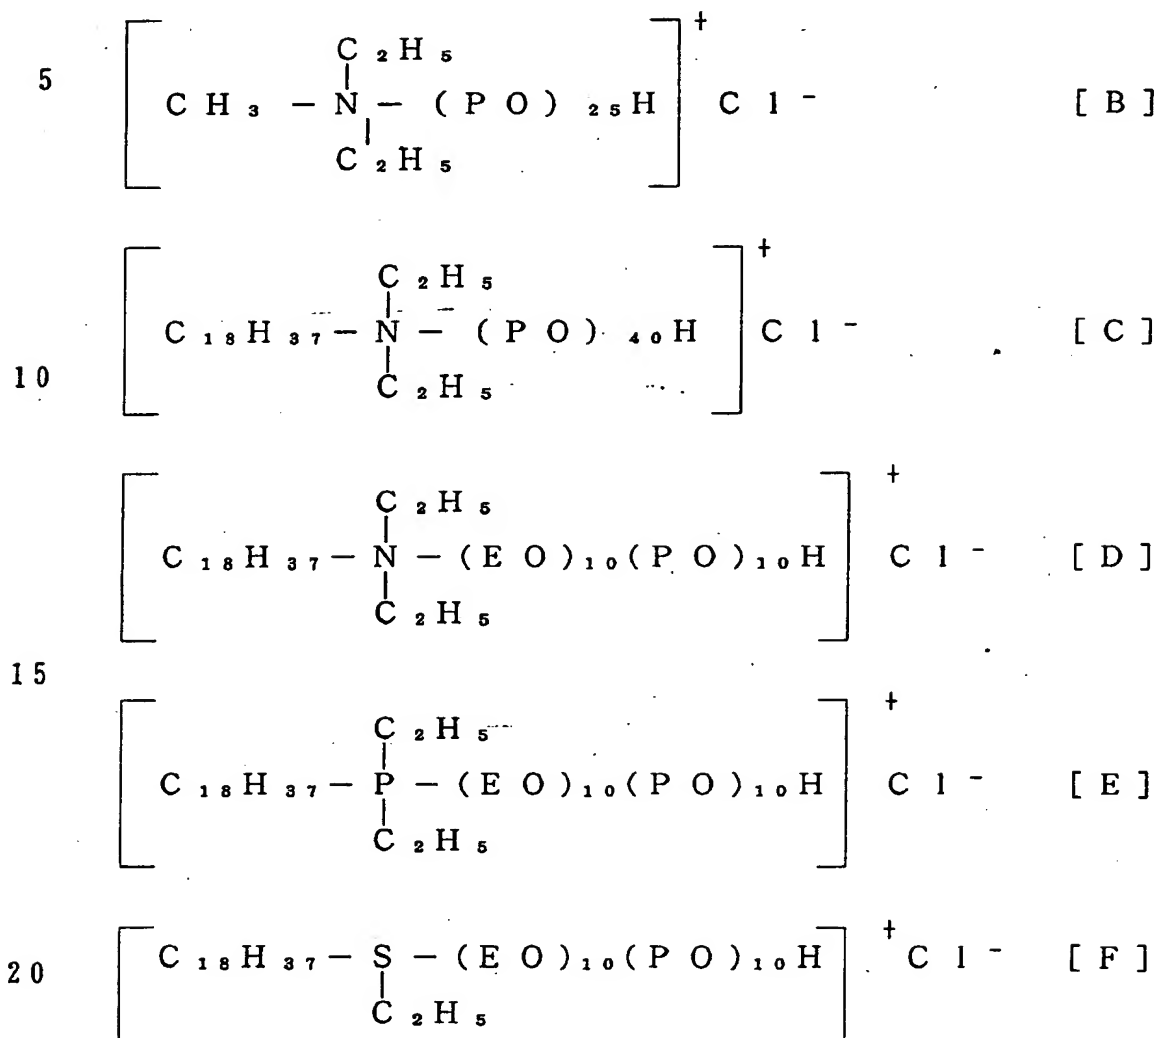 C₂H₅
5
[ CH₃ − N − (PO)₂₅H ]⁺ Cl⁻ [B]
C₂H₅
C₂H₅
[ C₁₈H₃₇ − N − (PO)₄₀H ]⁺ Cl⁻ [C]
10
C₂H₅
C₂H₅
[ C₁₈H₃₇ − N − (EO)₁₀(PO)₁₀H ]⁺ Cl⁻ [D]
C₂H₅
15
C₂H₅
[ C₁₈H₃₇ − P − (EO)₁₀(PO)₁₀H ]⁺ Cl⁻ [E]
C₂H₅
20
[ C₁₈H₃₇ − S − (EO)₁₀(PO)₁₀H ]⁺ Cl⁻ [F]
C₂H₅